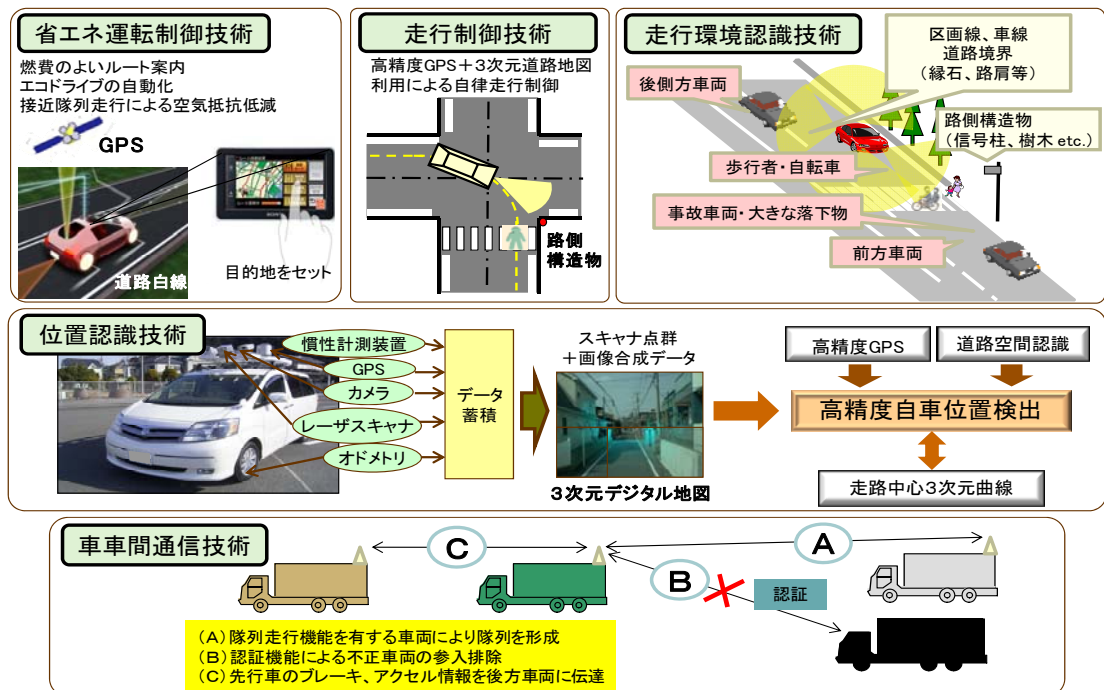 省エネ運転制御技術
燃費のよいルート案内
エコドライブの自動化
接近隊列走行による空気抵抗低減
GPS
道路白線
目的地をセット
走行制御技術
高精度GPS+3次元道路地図
利用による自律走行制御
路側
構造物
走行環境認識技術
区画線、車線
道路境界
(縁石、路肩等)
後側方車両
路側構造物
(信号柱、樹木 etc.)
歩行者・自転車
事故車両・大きな落下物
前方車両
位置認識技術
慣性計測装置
GPS
カメラ
レーザスキャナ
オドメトリ
データ
蓄積
スキャナ点群
+画像合成データ
3次元デジタル地図
高精度GPS
道路空間認識
高精度自車位置検出
走路中心3次元曲線
車車間通信技術
C
A
B
認証
(A)隊列走行機能を有する車両により隊列を形成
(B)認証機能による不正車両の参入排除
(C)先行車のブレーキ、アクセル情報を後方車両に伝達